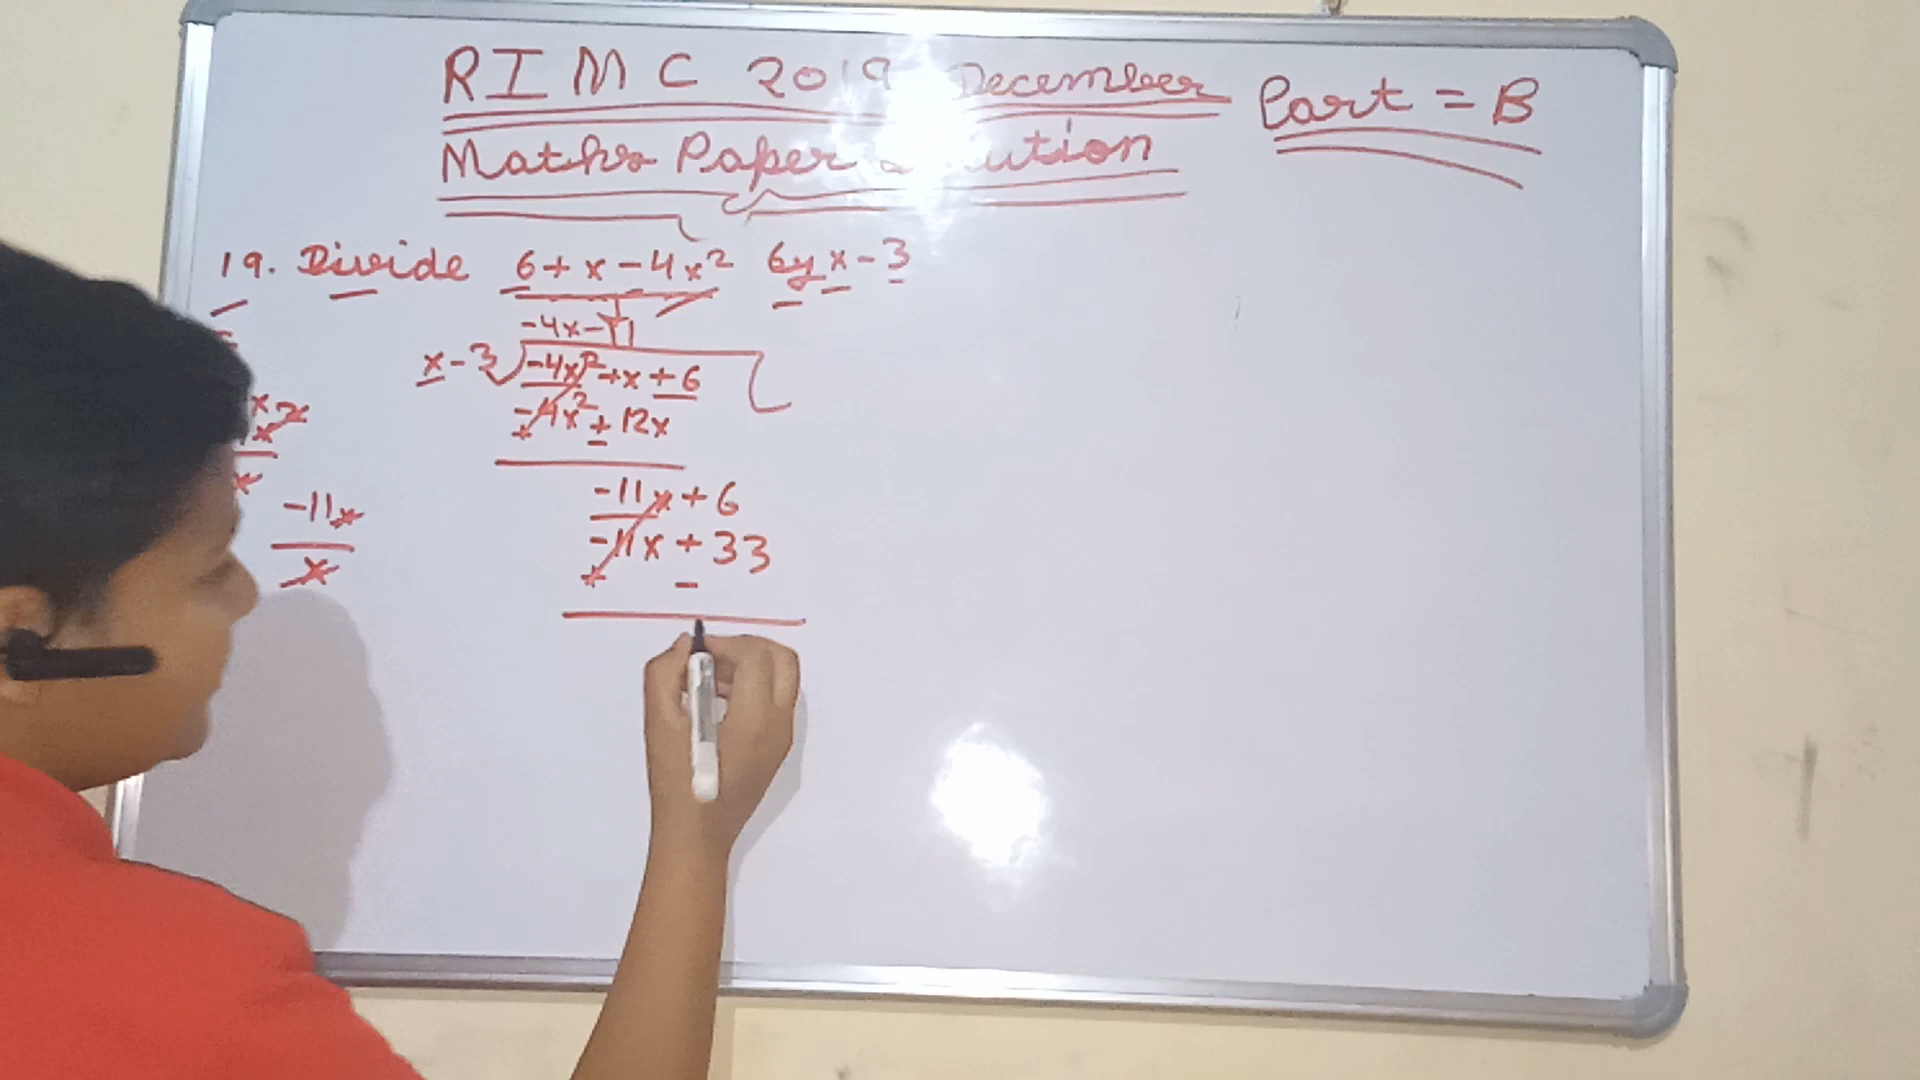 RIMC 2019 December Part = B
Maths Paper
19. Divide 6 + x - 4x² by x - 3
-4x - 11
x - 3 -4x² + x + 6
-4x² + 12x
+ -
-11x + 6
-11x + 33
+ -
-11x
x